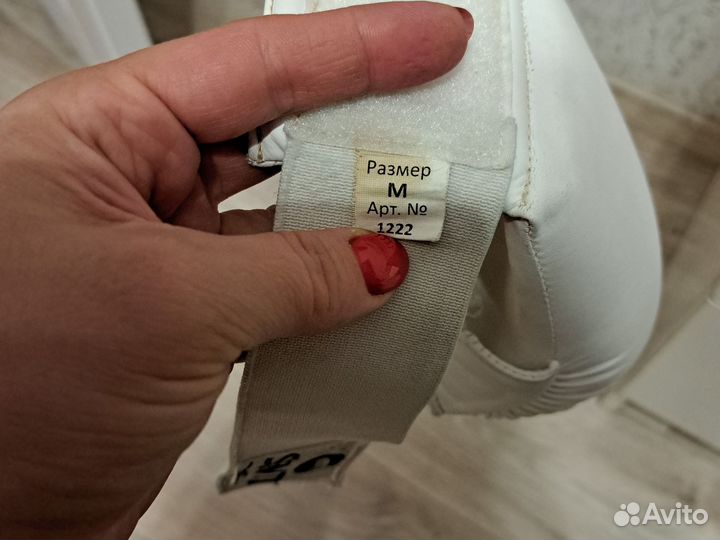 Размер
М
Арт. №
1222
Avito